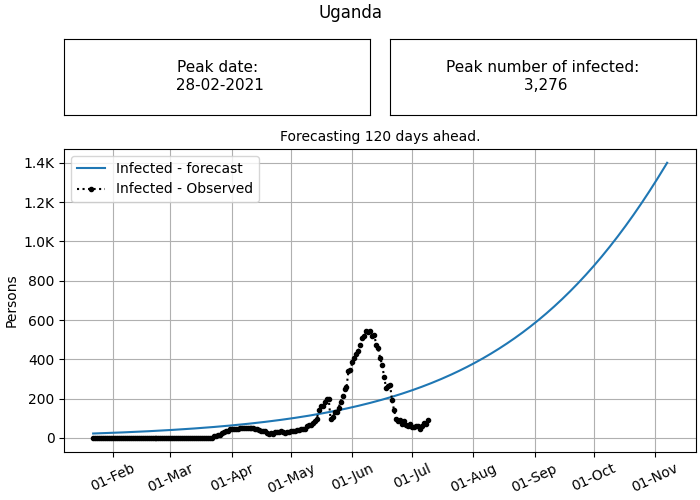 Uganda
Peak date:
28-02-2021
Peak number of infected:
3,276
Forecasting 120 days ahead.
Infected - forecast
Infected - Observed
1.4K
1.2K
1.0K
800
600
400
200
0
Persons
01-Feb
01-Mar
01-Apr
01-May
01-Jun
01-Jul
01-Aug
01-Sep
01-Oct
01-Nov